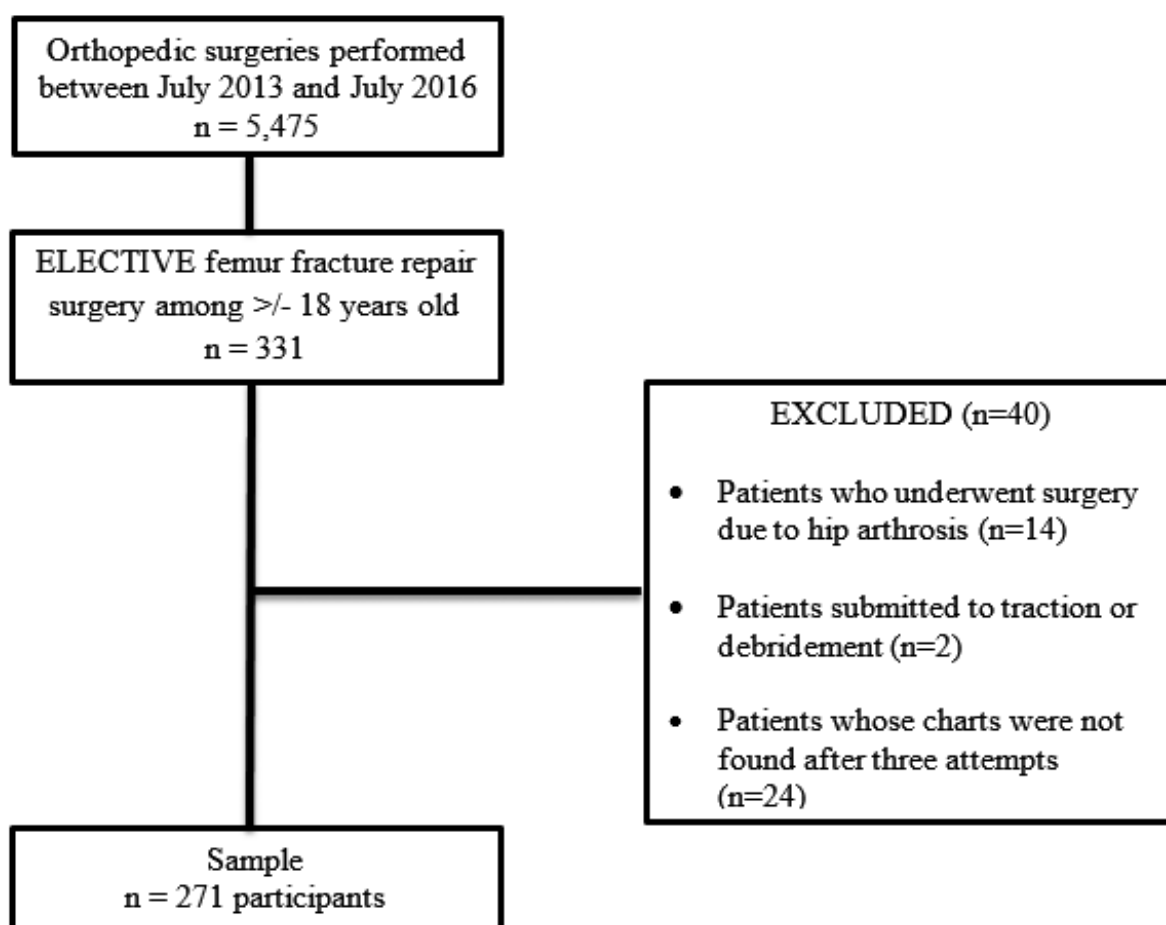 Orthopedic surgeries performed
between July 2013 and July 2016
n = 5,475
ELECTIVE femur fracture repair
surgery among >/- 18 years old
n = 331
EXCLUDED (n=40)
• Patients who underwent surgery
due to hip arthrosis (n=14)
• Patients submitted to traction or
debridement (n=2)
• Patients whose charts were not
found after three attempts
(n=24)
Sample
n = 271 participants